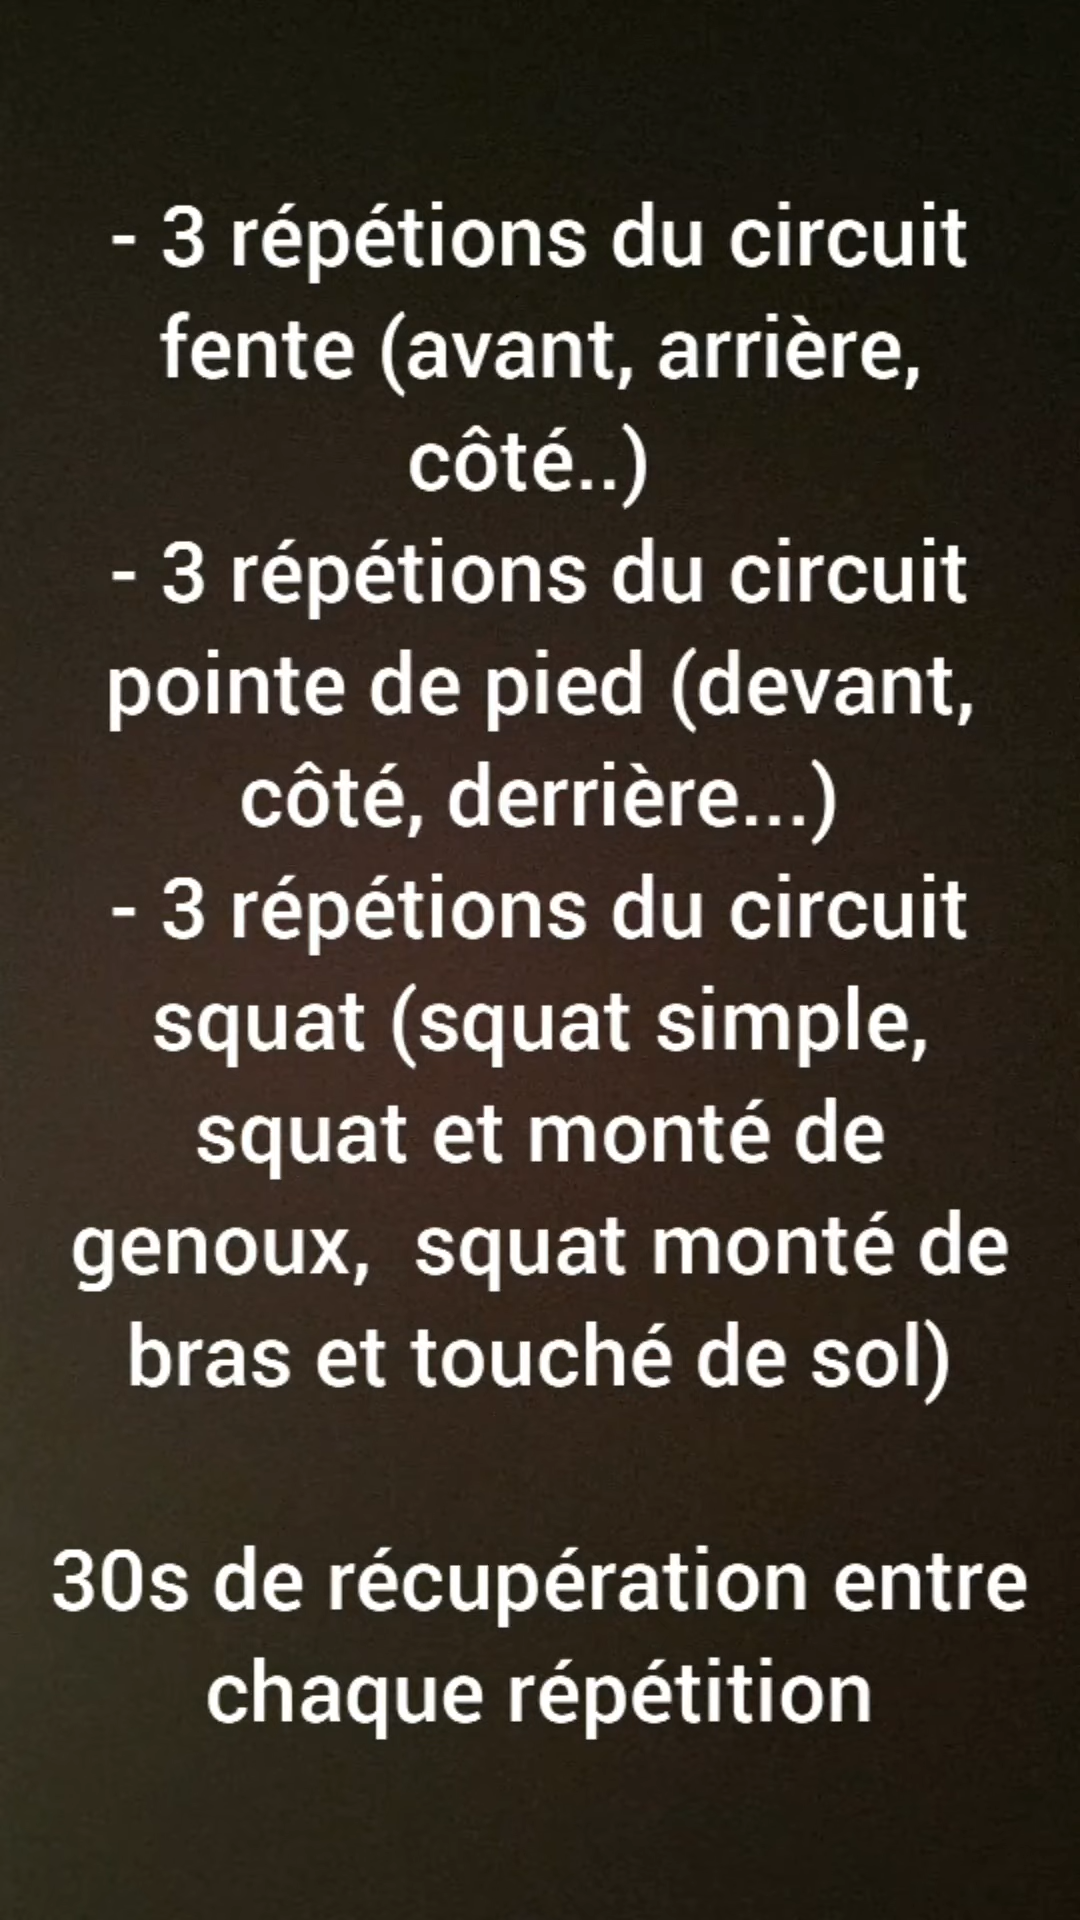 - 3 répétions du circuit
fente (avant, arrière,
côté..)
- 3 répétions du circuit
pointe de pied (devant,
côté, derrière...)
- 3 répétions du circuit
squat (squat simple,
squat et monté de
genoux,  squat monté de
bras et touché de sol)
30s de récupération entre
chaque répétition